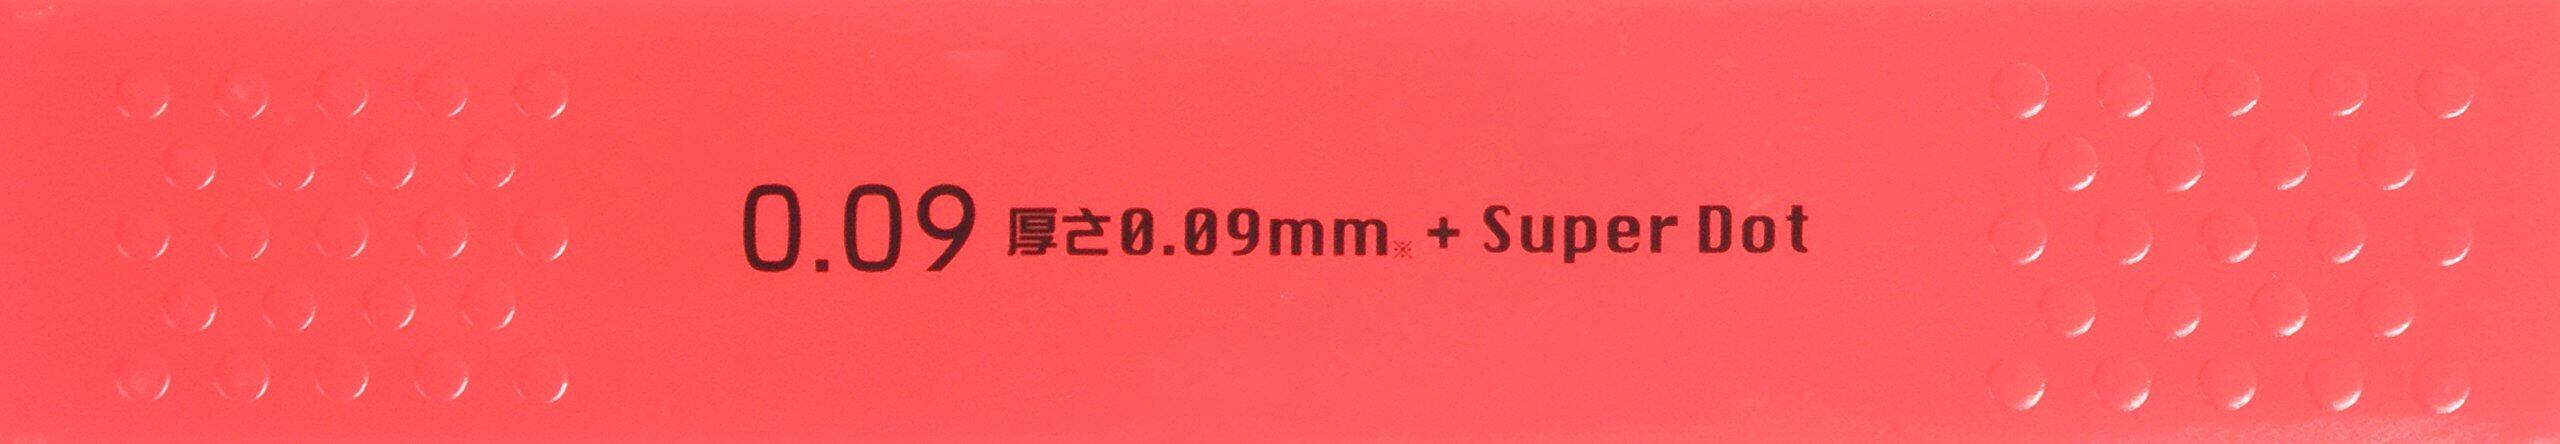 0.09 厚さ0.09mm※ + Super Dot